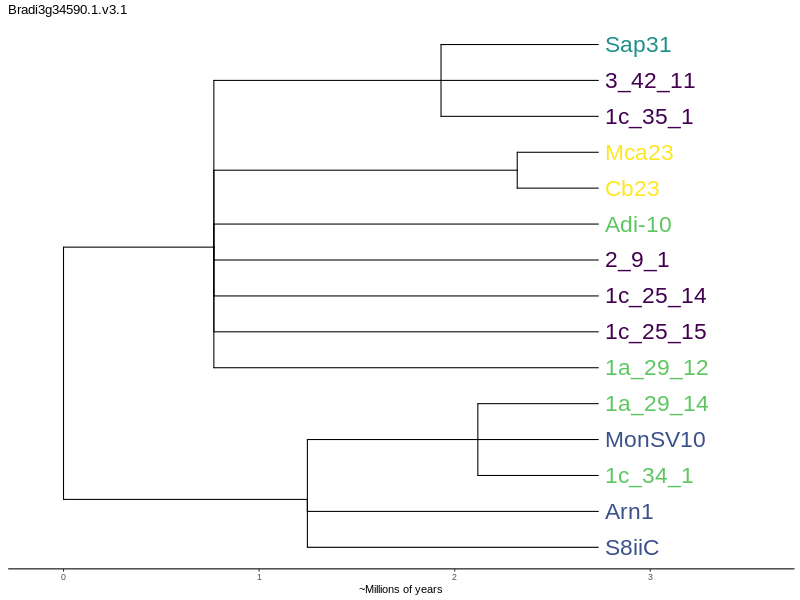 Bradi3g34590.1.v3.1
Sap31
3_42_11
1c_35_1
Mca23
Cb23
Adi-10
2_9_1
1c_25_14
1c_25_15
1a_29_12
1a_29_14
MonSV10
1c_34_1
Arn1
S8iiC
0 1 2 3
~Millions of years